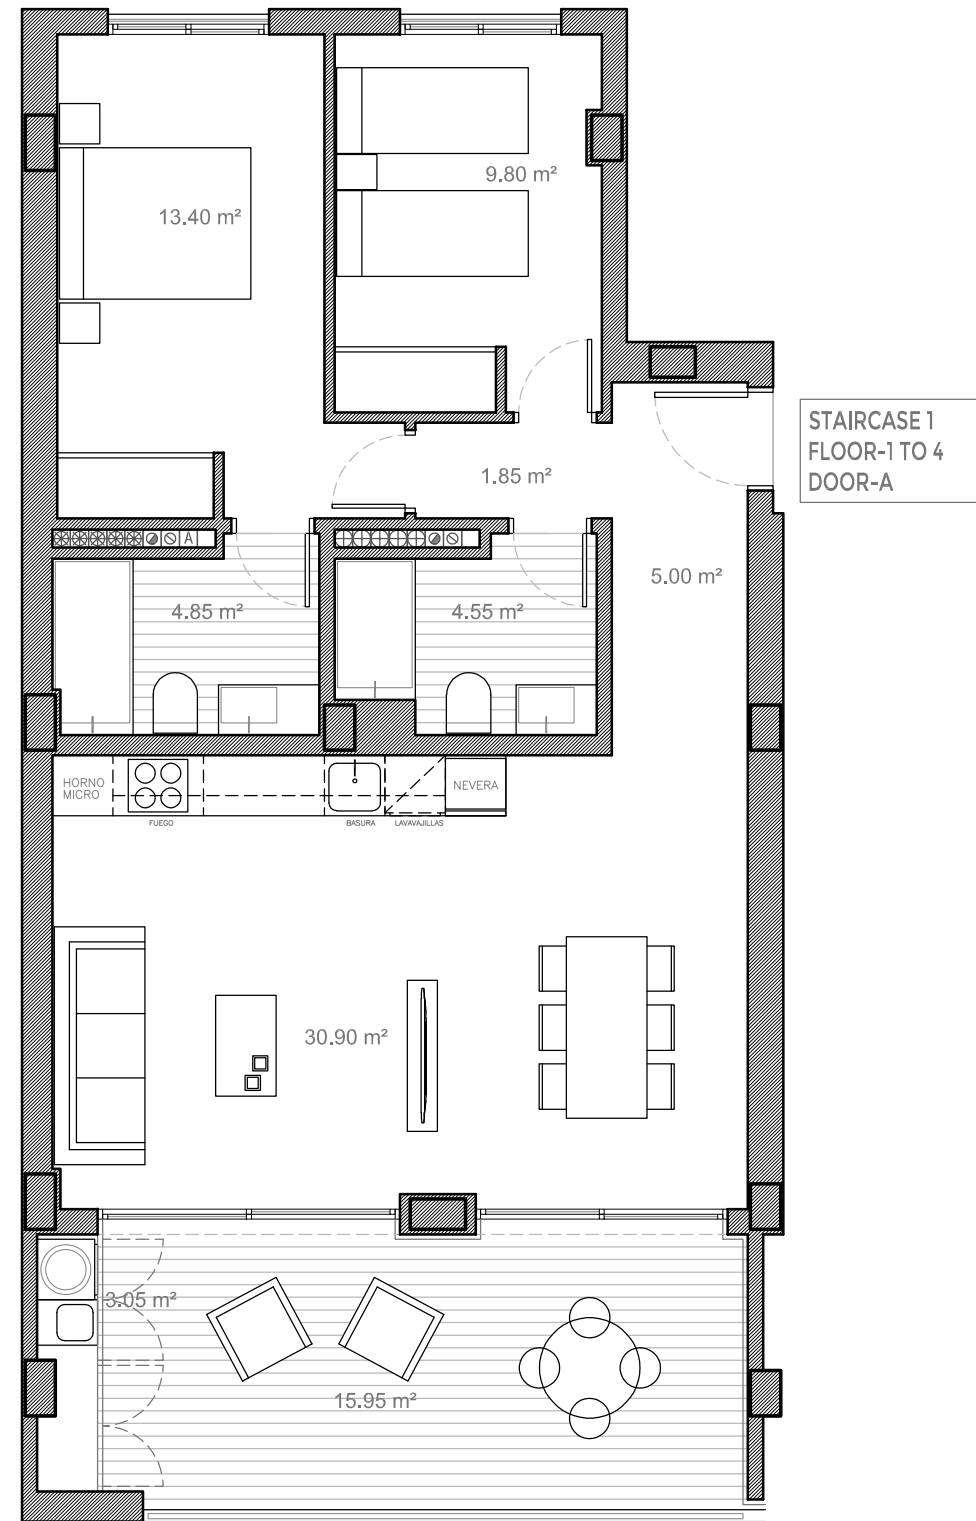 9.80 m²
13.40 m²
STAIRCASE 1
FLOOR-1 TO 4
DOOR-A
1.85 m²
A
5.00 m²
4.85 m²
4.55 m²
HORNO
MICRO
NEVERA
FUEGO
BASURA
LAVAVAJILLAS
30.90 m²
3.05 m²
15.95 m²